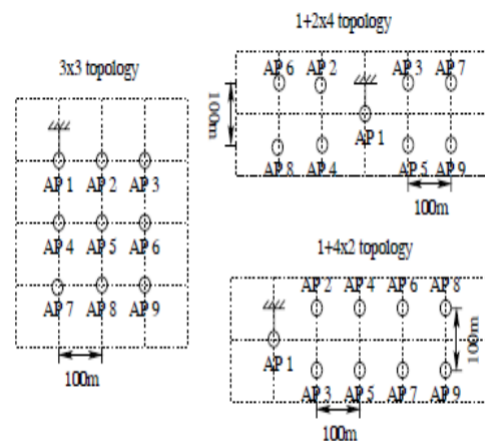 3x3 topology
AP 1 AP 2 AP 3
AP 4 AP 5 AP 6
AP 7 AP 8 AP 9
100m
1+2x4 topology
AP 6 AP 2 AP 3 AP 7
100m
AP 1
AP 8 AP 4 AP 5 AP 9
100m
1+4x2 topology
AP 2 AP 4 AP 6 AP 8
100m
AP 1
AP 3 AP 5 AP 7 AP 9
100m